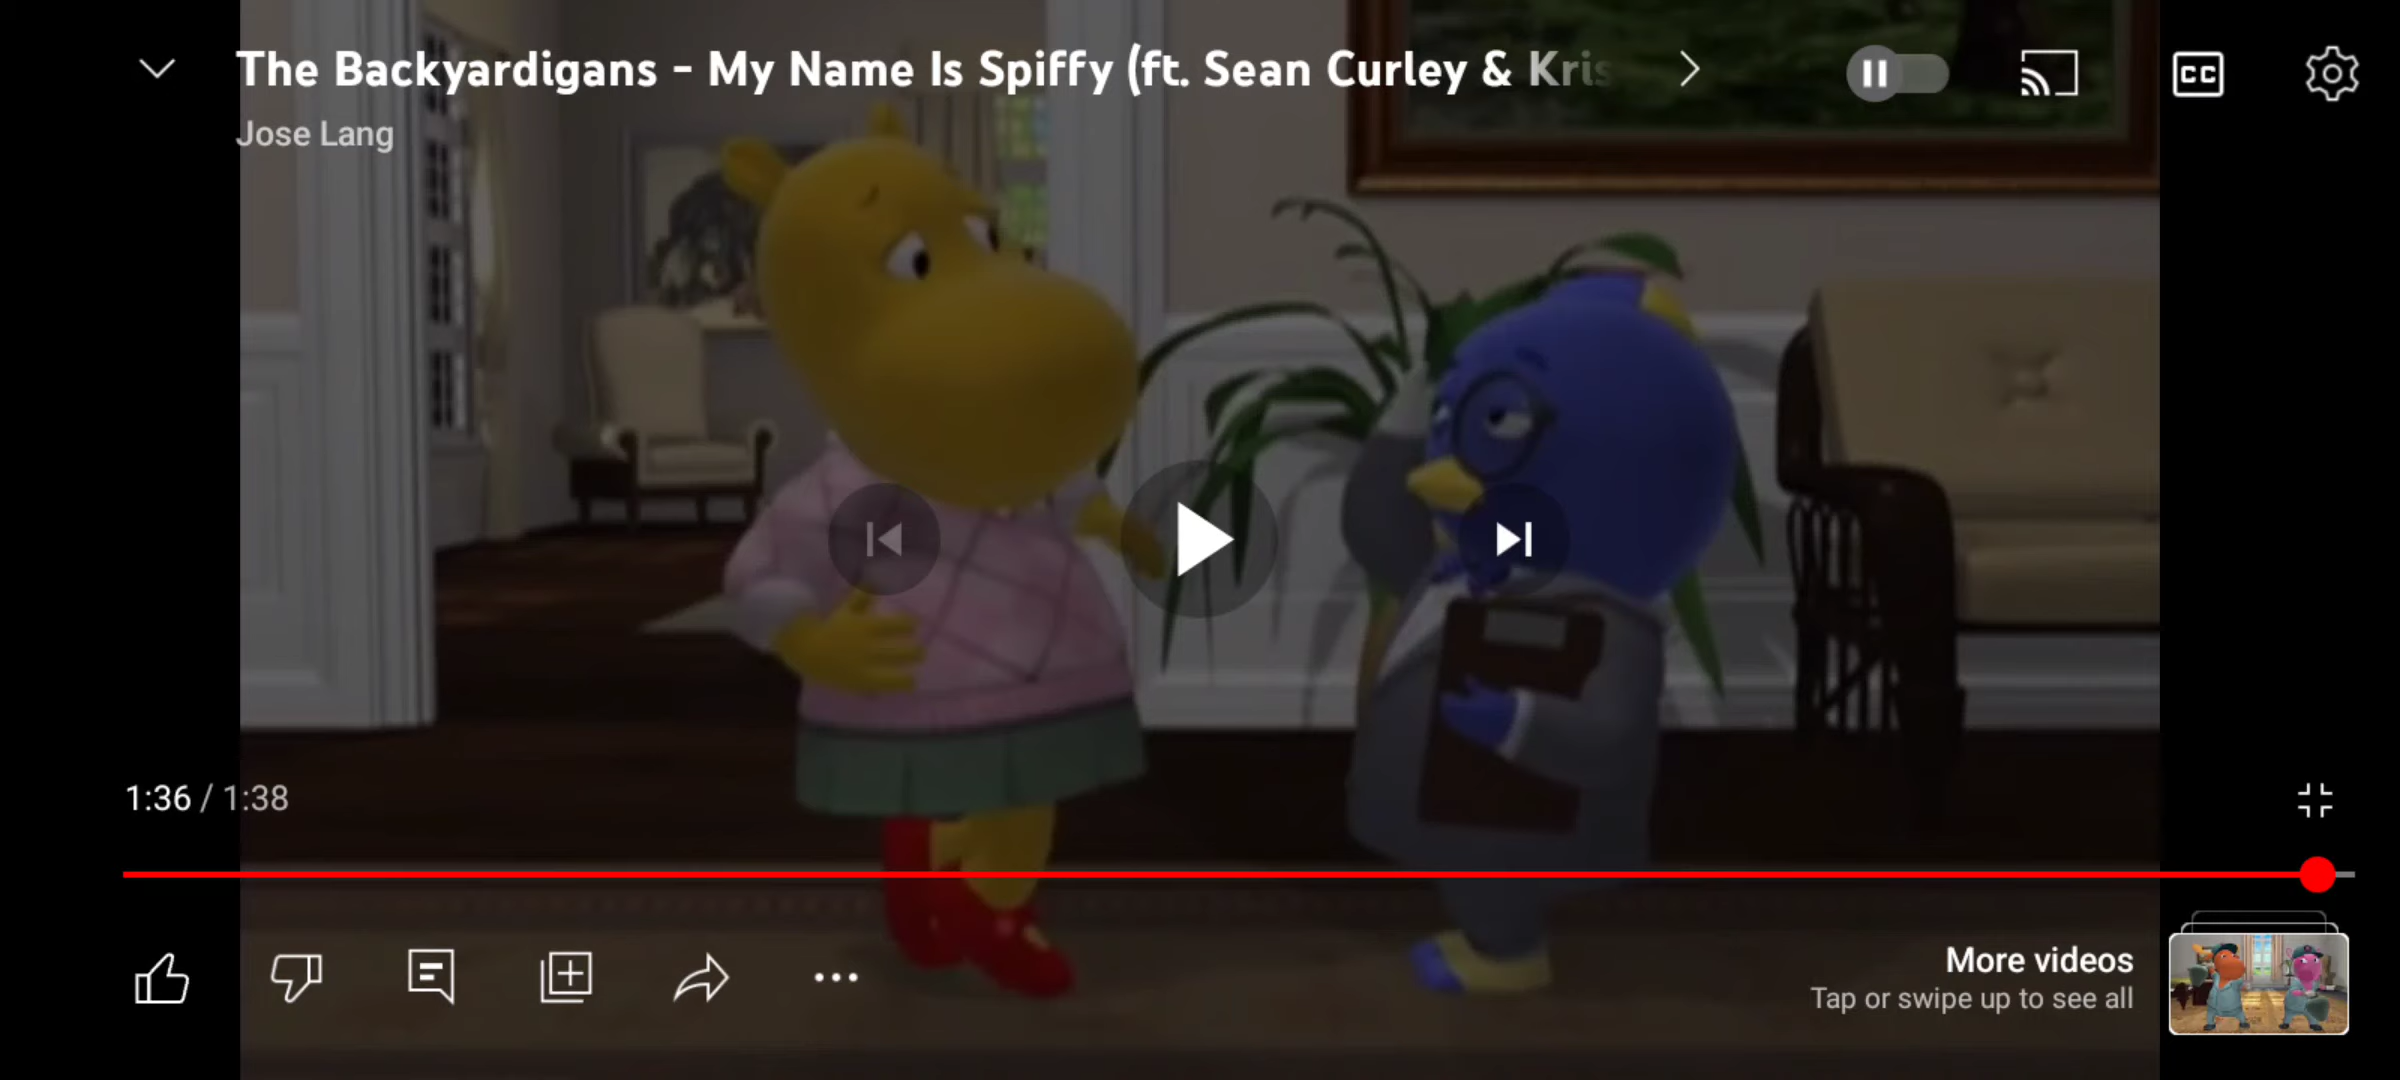 The Backyardigans - My Name Is Spiffy (ft. Sean Curley &
Jose Lang
CC
1:36 / 1:38
More videos
Tap or swipe up to see all